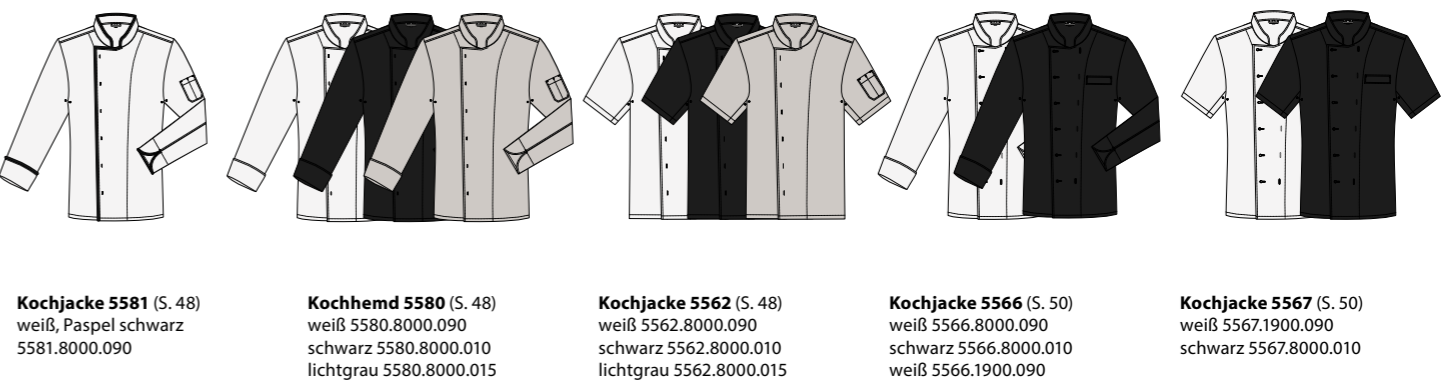 Kochjacke 5581 (S. 48)
weiß, Paspel schwarz
5581.8000.090
Kochhemd 5580 (S. 48)
weiß 5580.8000.090
schwarz 5580.8000.010
lichtgrau 5580.8000.015
Kochjacke 5562 (S. 48)
weiß 5562.8000.090
schwarz 5562.8000.010
lichtgrau 5562.8000.015
Kochjacke 5566 (S. 50)
weiß 5566.8000.090
schwarz 5566.8000.010
weiß 5566.1900.090
Kochjacke 5567 (S. 50)
weiß 5567.1900.090
schwarz 5567.8000.010